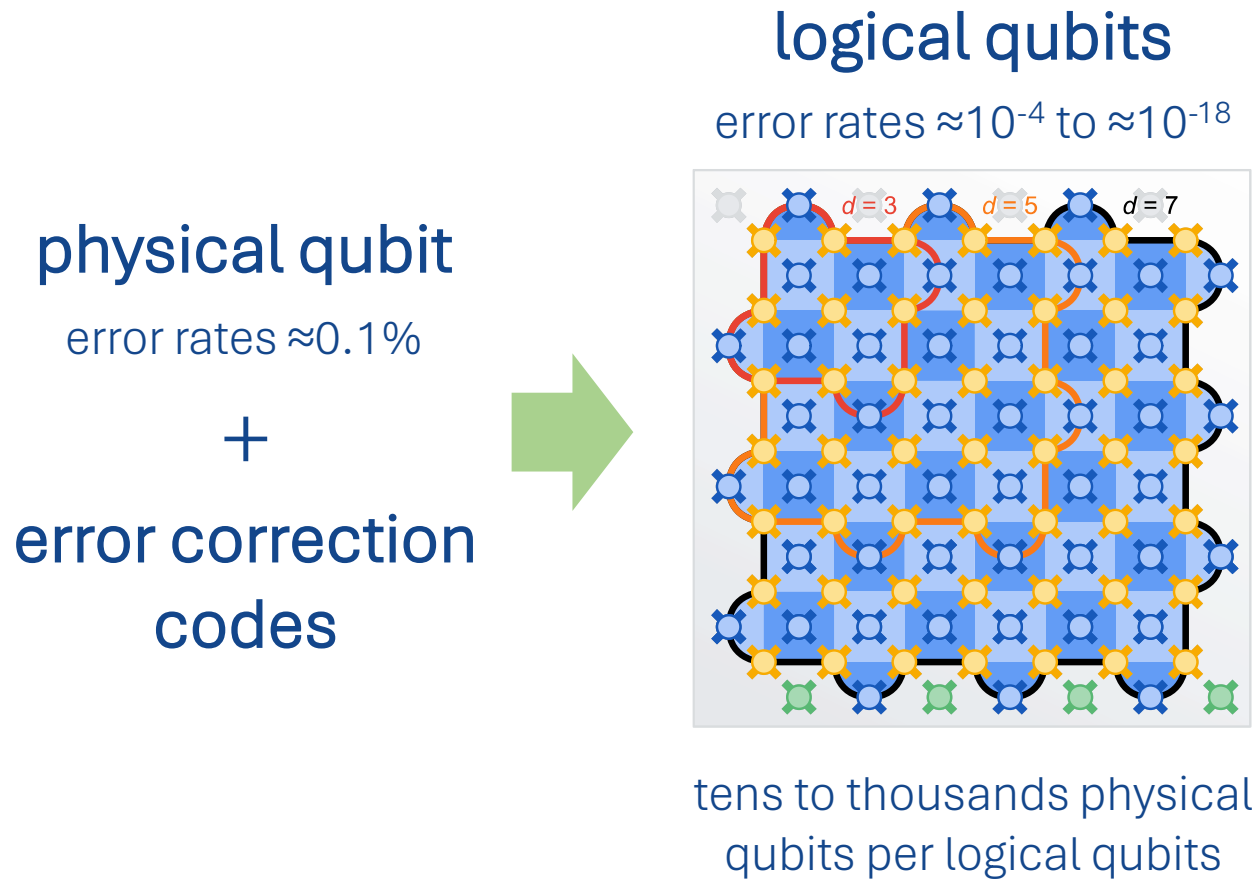 logical qubits
error rates ≈10⁻⁴ to ≈10⁻¹⁸
physical qubit
error rates ≈0.1%
+
error correction
codes
d = 3
d = 5
d = 7
tens to thousands physical
qubits per logical qubits